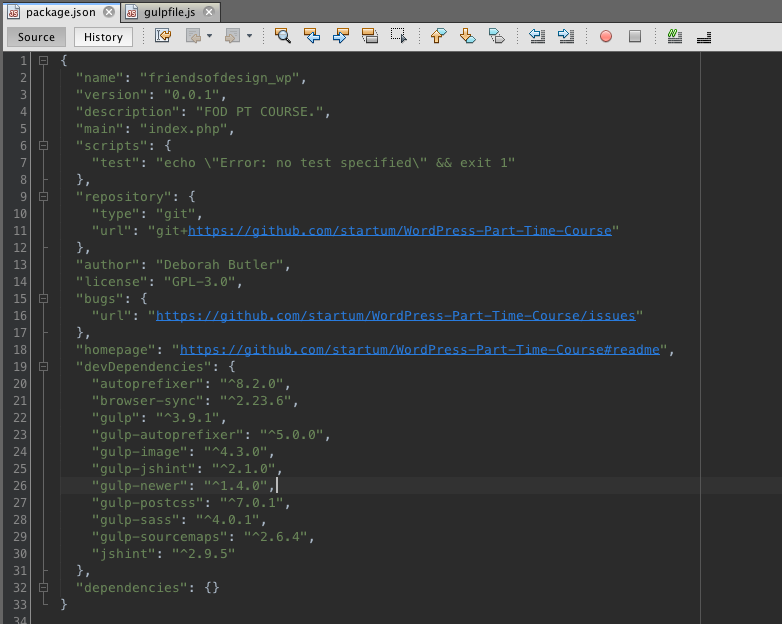 package.json gulpfile.js
Source History
1 {
2 "name": "friendsofdesign_wp",
3 "version": "0.0.1",
4 "description": "FOD PT COURSE.",
5 "main": "index.php",
6 "scripts": {
7 "test": "echo \"Error: no test specified\" && exit 1"
8 },
9 "repository": {
10 "type": "git",
11 "url": "git+https://github.com/startum/WordPress-Part-Time-Course"
12 },
13 "author": "Deborah Butler",
14 "license": "GPL-3.0",
15 "bugs": {
16 "url": "https://github.com/startum/WordPress-Part-Time-Course/issues"
17 },
18 "homepage": "https://github.com/startum/WordPress-Part-Time-Course#readme",
19 "devDependencies": {
20 "autoprefixer": "^8.2.0",
21 "browser-sync": "^2.23.6",
22 "gulp": "^3.9.1",
23 "gulp-autoprefixer": "^5.0.0",
24 "gulp-image": "^4.3.0",
25 "gulp-jshint": "^2.1.0",
26 "gulp-newer": "^1.4.0",
27 "gulp-postcss": "^7.0.1",
28 "gulp-sass": "^4.0.1",
29 "gulp-sourcemaps": "^2.6.4",
30 "jshint": "^2.9.5"
31 },
32 "dependencies": {}
33 }
34